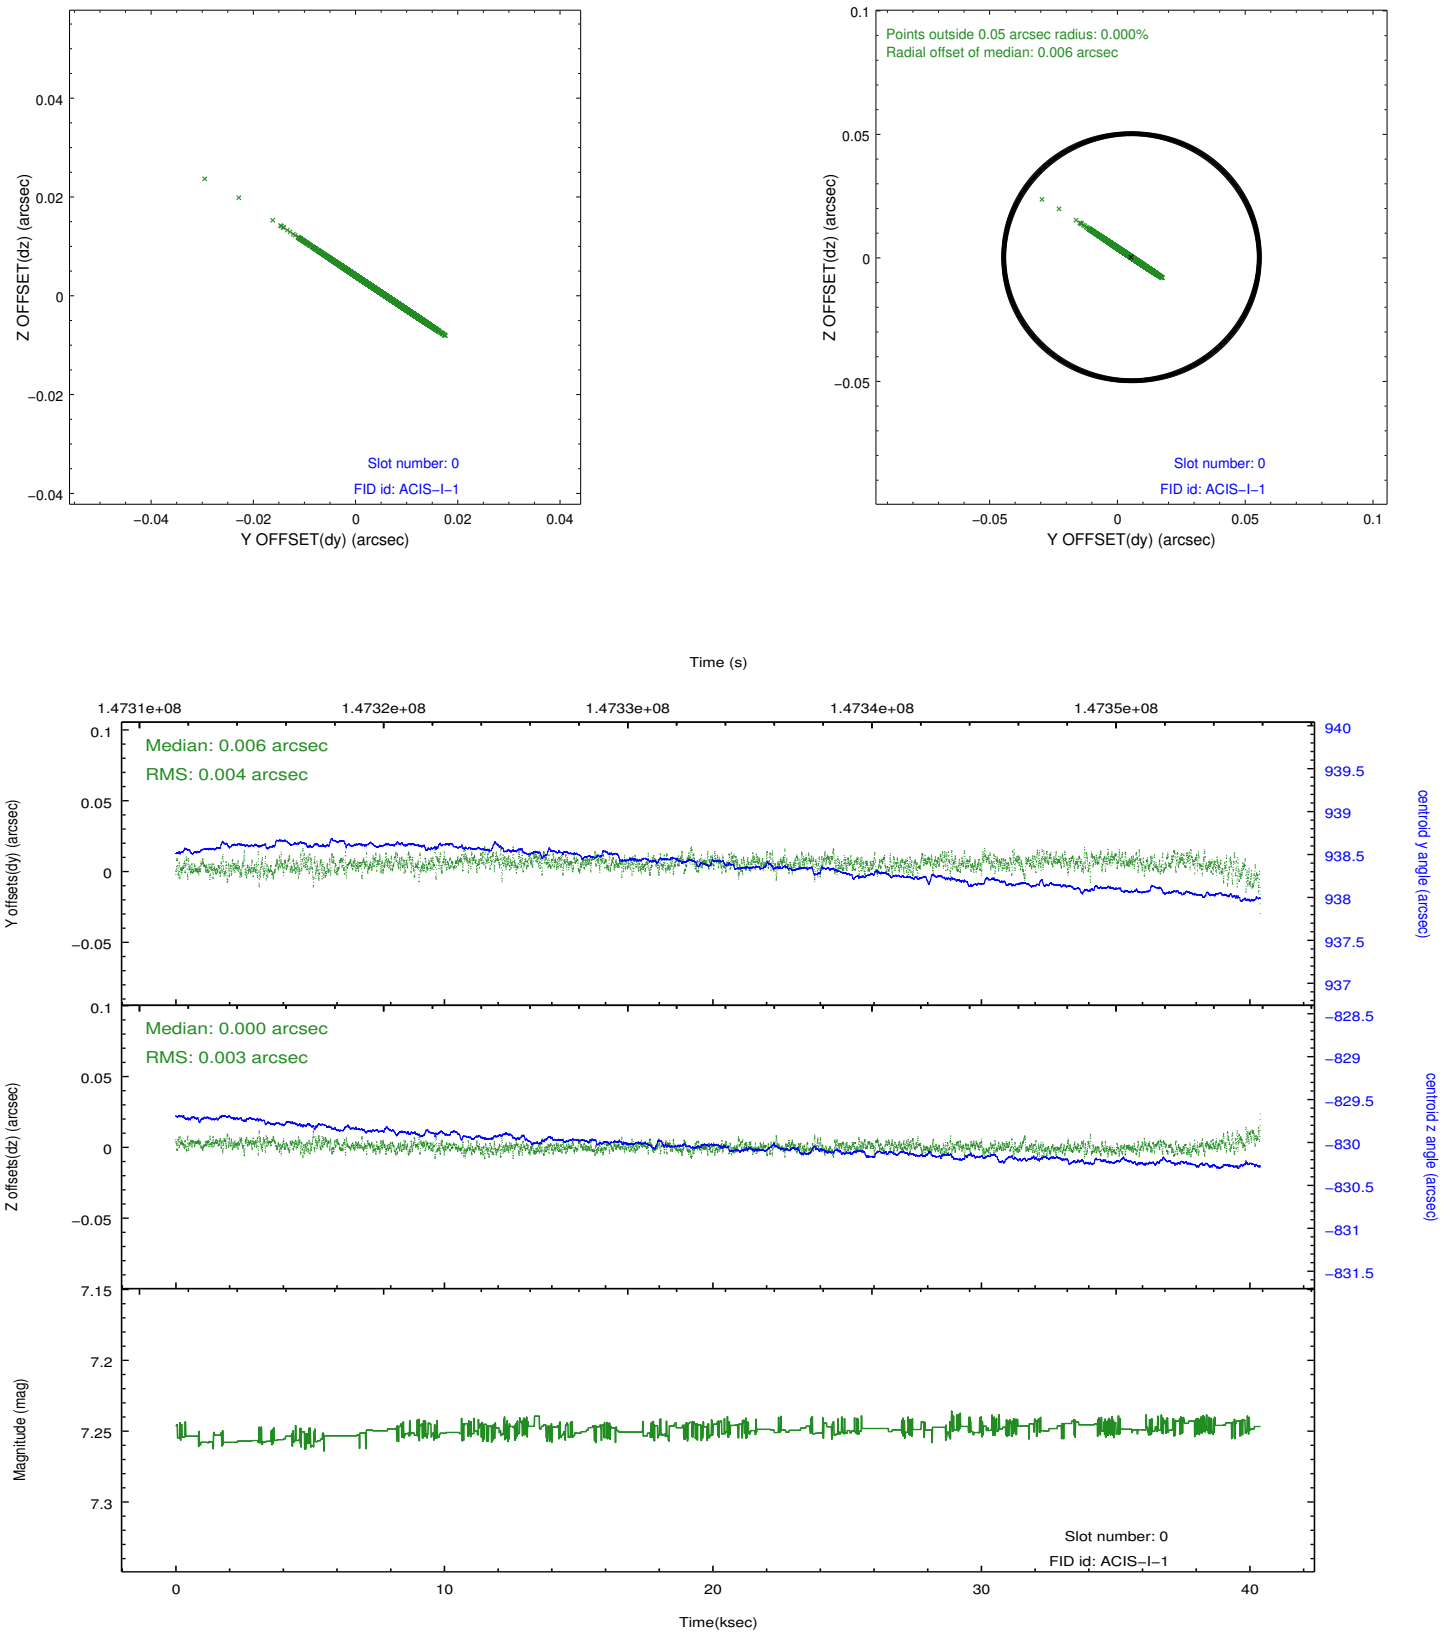 0.04
0.02
0
−0.02
−0.04
Z OFFSET(dz) (arcsec)
Slot number: 0
FID id: ACIS−I−1
−0.04 −0.02 0 0.02 0.04
Y OFFSET(dy) (arcsec)
0.1
0.05
0
−0.05
Z OFFSET(dz) (arcsec)
Points outside 0.05 arcsec radius: 0.000%
Radial offset of median: 0.006 arcsec
Slot number: 0
FID id: ACIS−I−1
−0.05 0 0.05 0.1
Y OFFSET(dy) (arcsec)
Time (s)
1.4731e+08 1.4732e+08 1.4733e+08 1.4734e+08 1.4735e+08
0.1
0.05
0
−0.05
Y offsets(dy) (arcsec)
Median: 0.006 arcsec
RMS: 0.004 arcsec
940
939.5
939
938.5
938
937.5
937
centroid y angle (arcsec)
0.1
0.05
0
−0.05
Z offsets(dz) (arcsec)
Median: 0.000 arcsec
RMS: 0.003 arcsec
−828.5
−829
−829.5
−830
−830.5
−831
−831.5
centroid z angle (arcsec)
7.15
7.2
7.25
7.3
Magnitude (mag)
Slot number: 0
FID id: ACIS−I−1
0 10 20 30 40
Time(ksec)